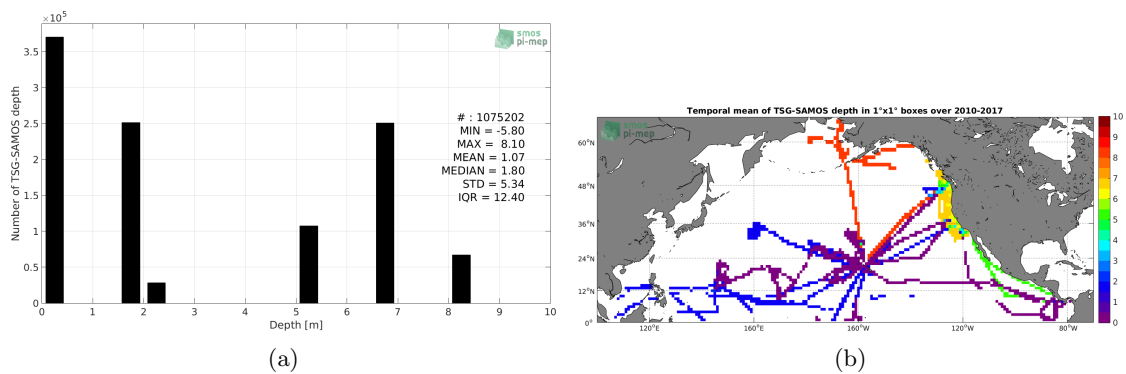 ×10⁵
smos
pi-mep
3.5
3
2.5
2
1.5
1
0.5
0
Number of TSG-SAMOS depth
# : 1075202
MIN = -5.80
MAX = 8.10
MEAN = 1.07
MEDIAN = 1.80
STD = 5.34
IQR = 12.40
0 1 2 3 4 5 6 7 8 9 10
Depth [m]
(a)
Temporal mean of TSG-SAMOS depth in 1°x1° boxes over 2010-2017
smos
pi-mep
60°N
48°N
36°N
24°N
12°N
0°
120°E 160°E 160°W 120°W 80°W
10
9
8
7
6
5
4
3
2
1
0
(b)